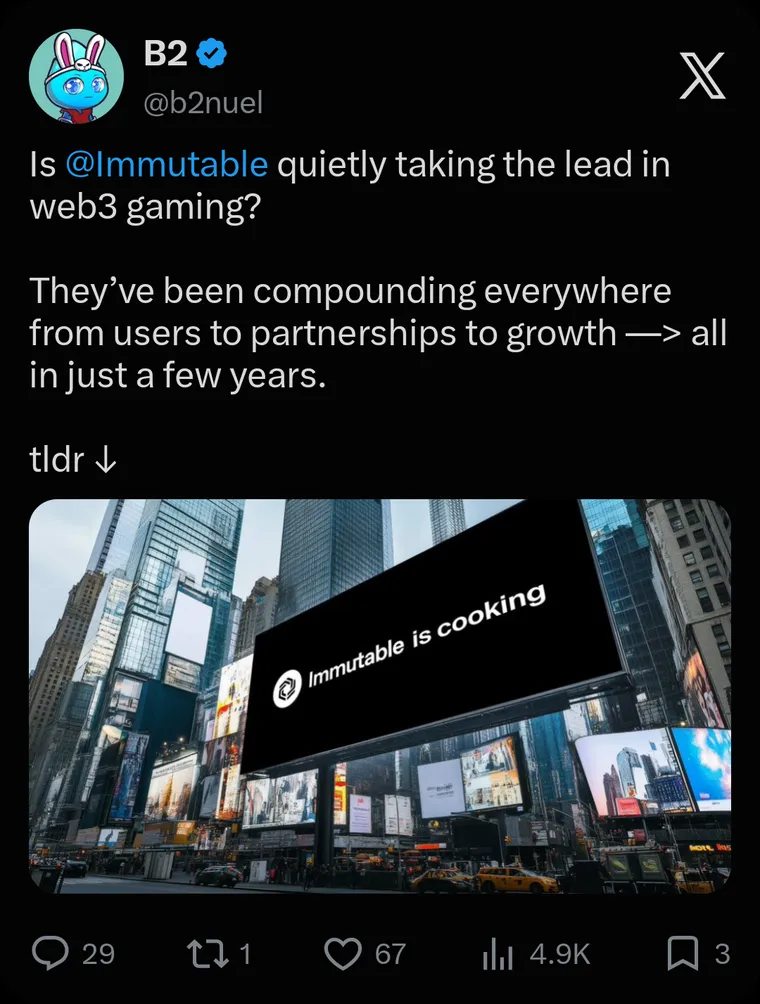 B2
@b2nuel
Is @Immutable quietly taking the lead in
web3 gaming?
They’ve been compounding everywhere
from users to partnerships to growth —> all
in just a few years.
tldr ↓
Immutable is cooking
29
1
67
4.9K
3